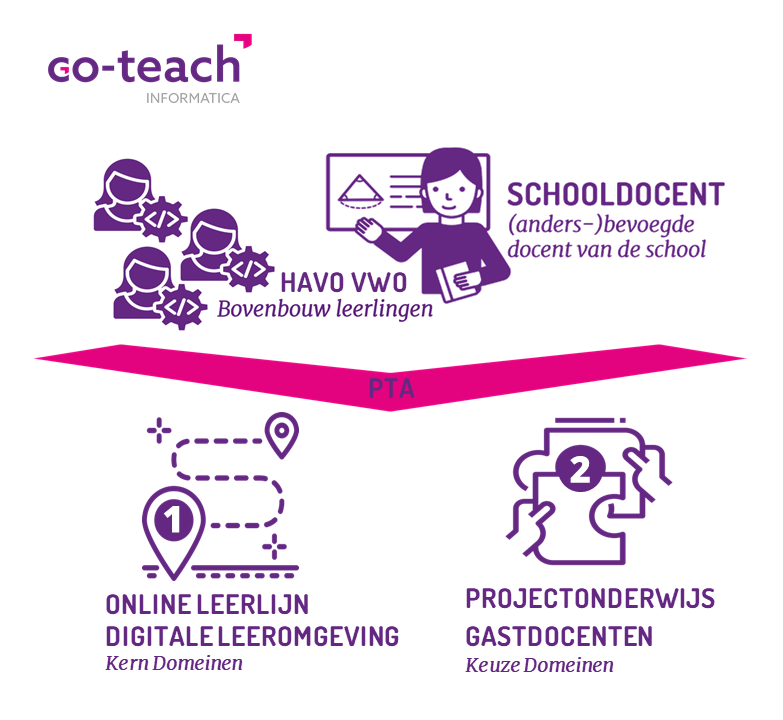 Go-teach
INFORMATICA
</>
</>
</>
SCHOOLDOCENT
(anders-)bevoegde
docent van de school
HAVO VWO
Bovenbouw leerlingen
PTA
1
2
ONLINE LEERLIJN
DIGITALE LEEROMGEVING
Kern Domeinen
PROJECTONDERWIJS
GASTDOCENTEN
Keuze Domeinen